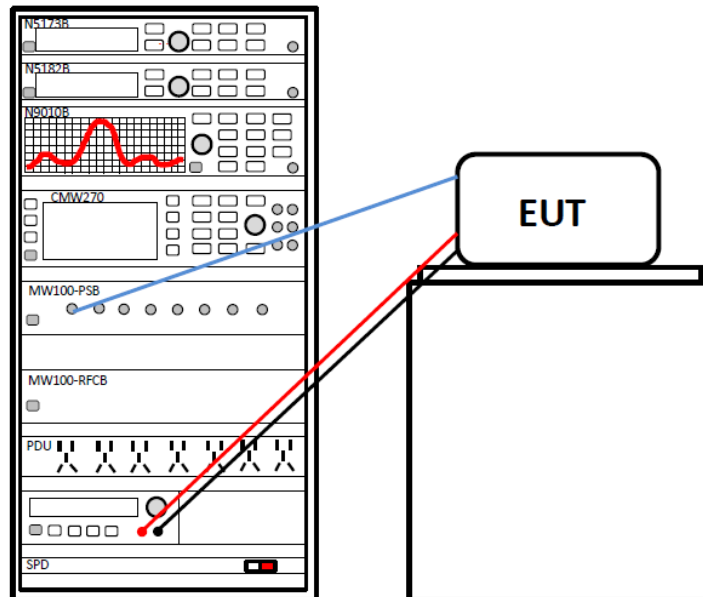 N5173B
N5182B
N9010B
CMW270
EUT
MW100-PSB
MW100-RFCB
PDU
SPD